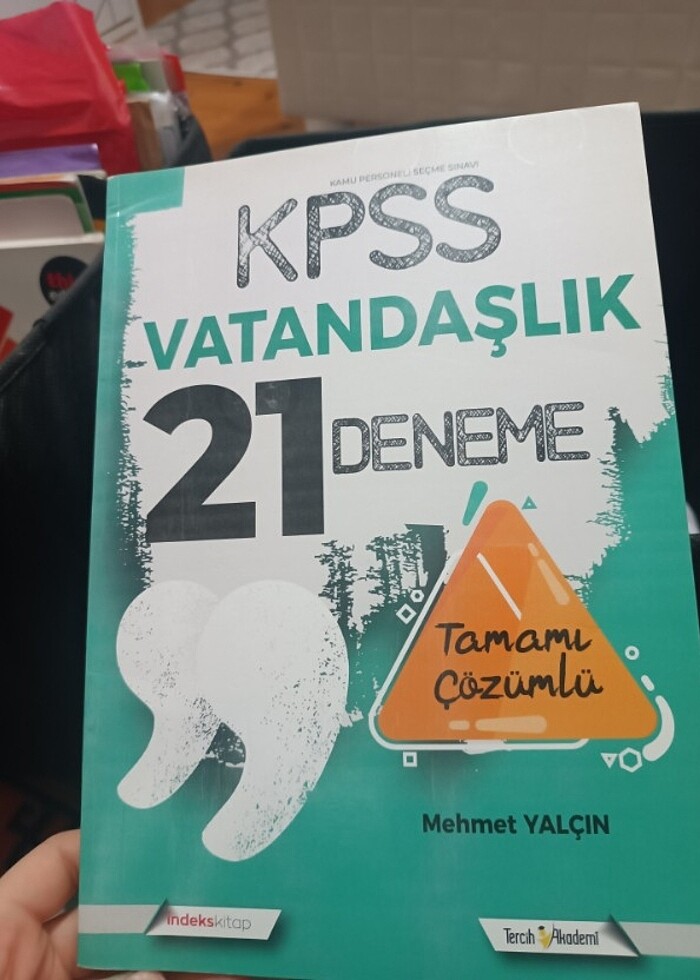 KAMU PERSONELİ SEÇME SINAVI
KPSS
VATANDAŞLIK
21 DENEME
Tamamı
Çözümlü
Mehmet YALÇIN
indekskitap
Tercih Akademi